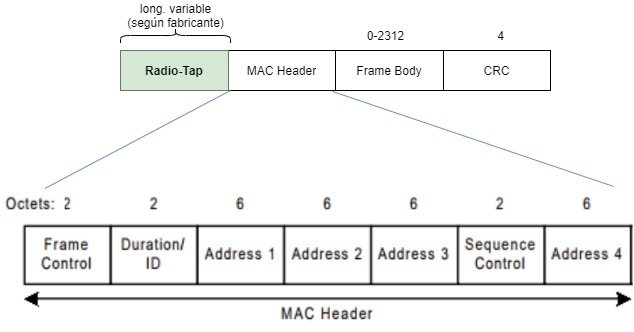 long. variable
(según fabricante)
0-2312 4
Radio-Tap MAC Header Frame Body CRC
Octets: 2 2 6 6 6 2 6
Frame Control Duration/ ID Address 1 Address 2 Address 3 Sequence Control Address 4
MAC Header